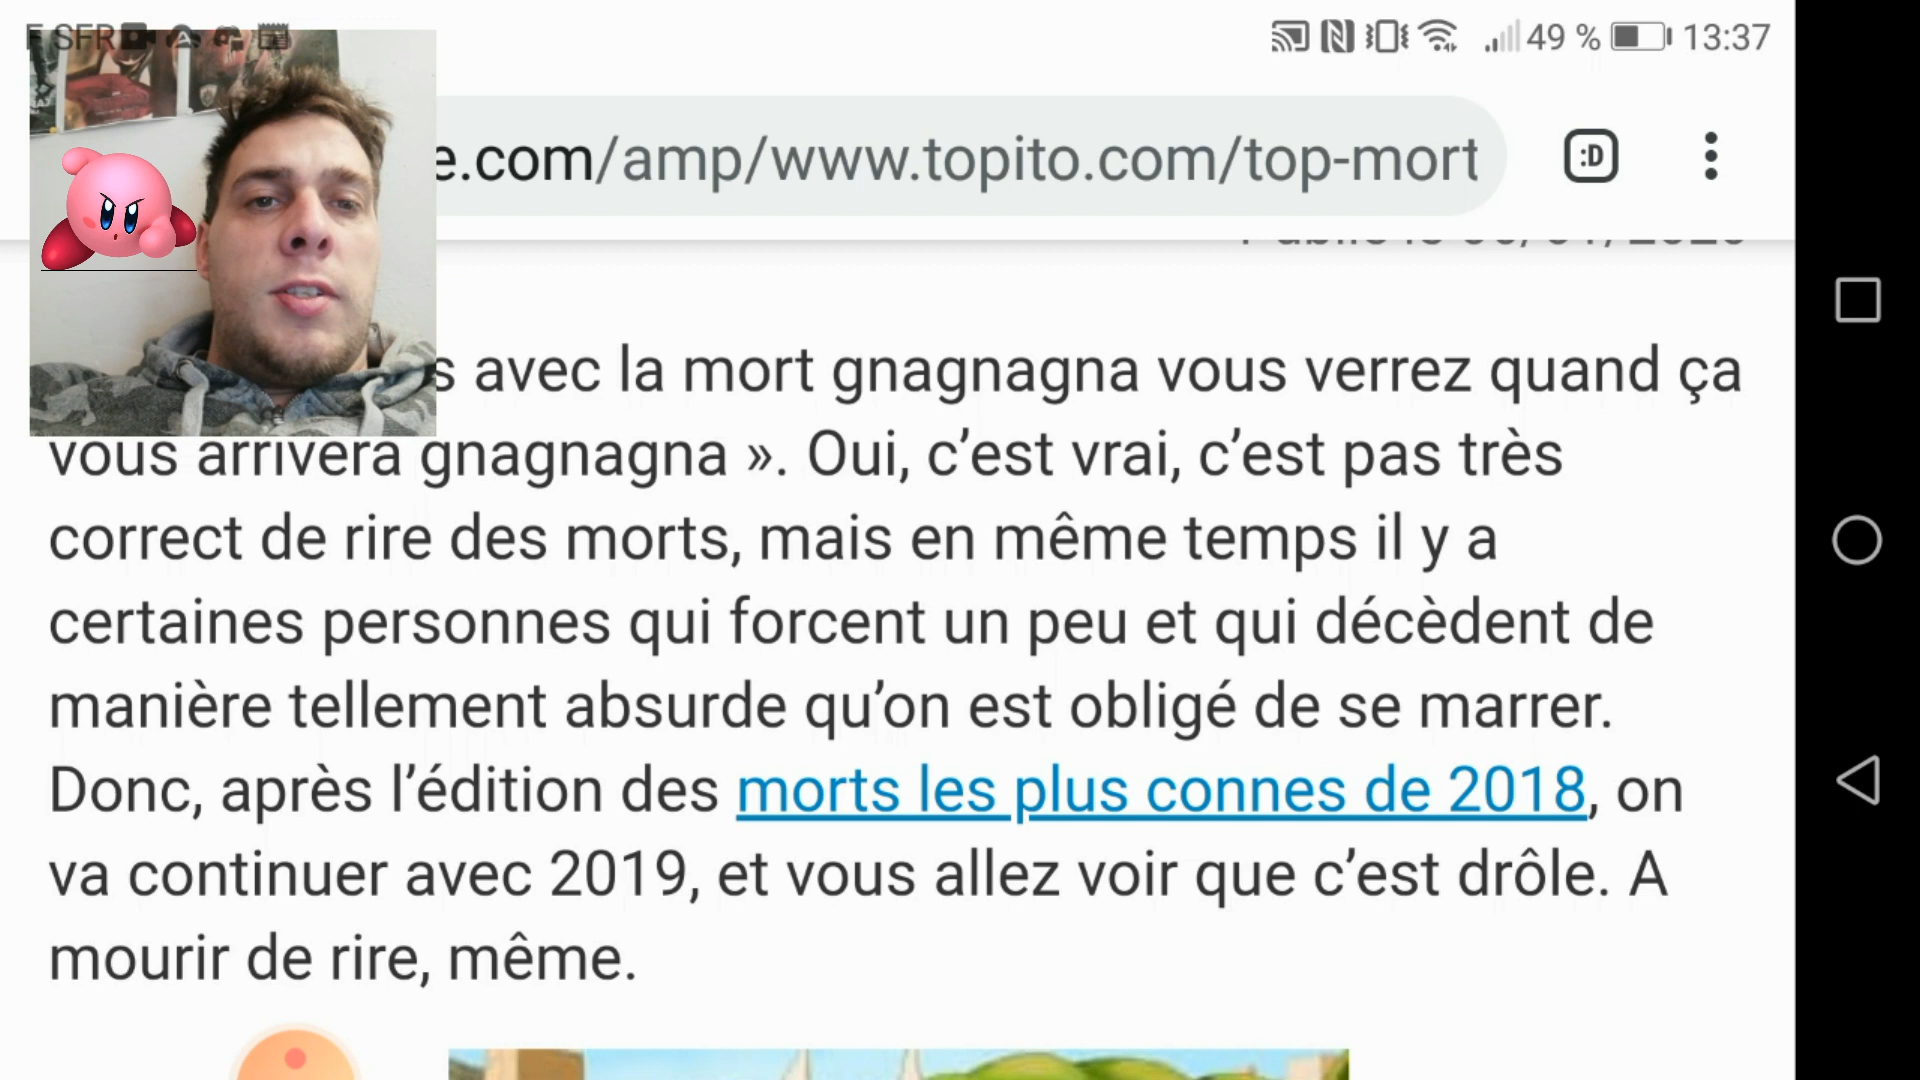 F SFR
49 % 13:37
e.com/amp/www.topito.com/top-mort
:D
s avec la mort gnagnagna vous verrez quand ça
vous arrivera gnagnagna ». Oui, c’est vrai, c’est pas très
correct de rire des morts, mais en même temps il y a
certaines personnes qui forcent un peu et qui décèdent de
manière tellement absurde qu’on est obligé de se marrer.
Donc, après l’édition des morts les plus connes de 2018, on
va continuer avec 2019, et vous allez voir que c’est drôle. A
mourir de rire, même.